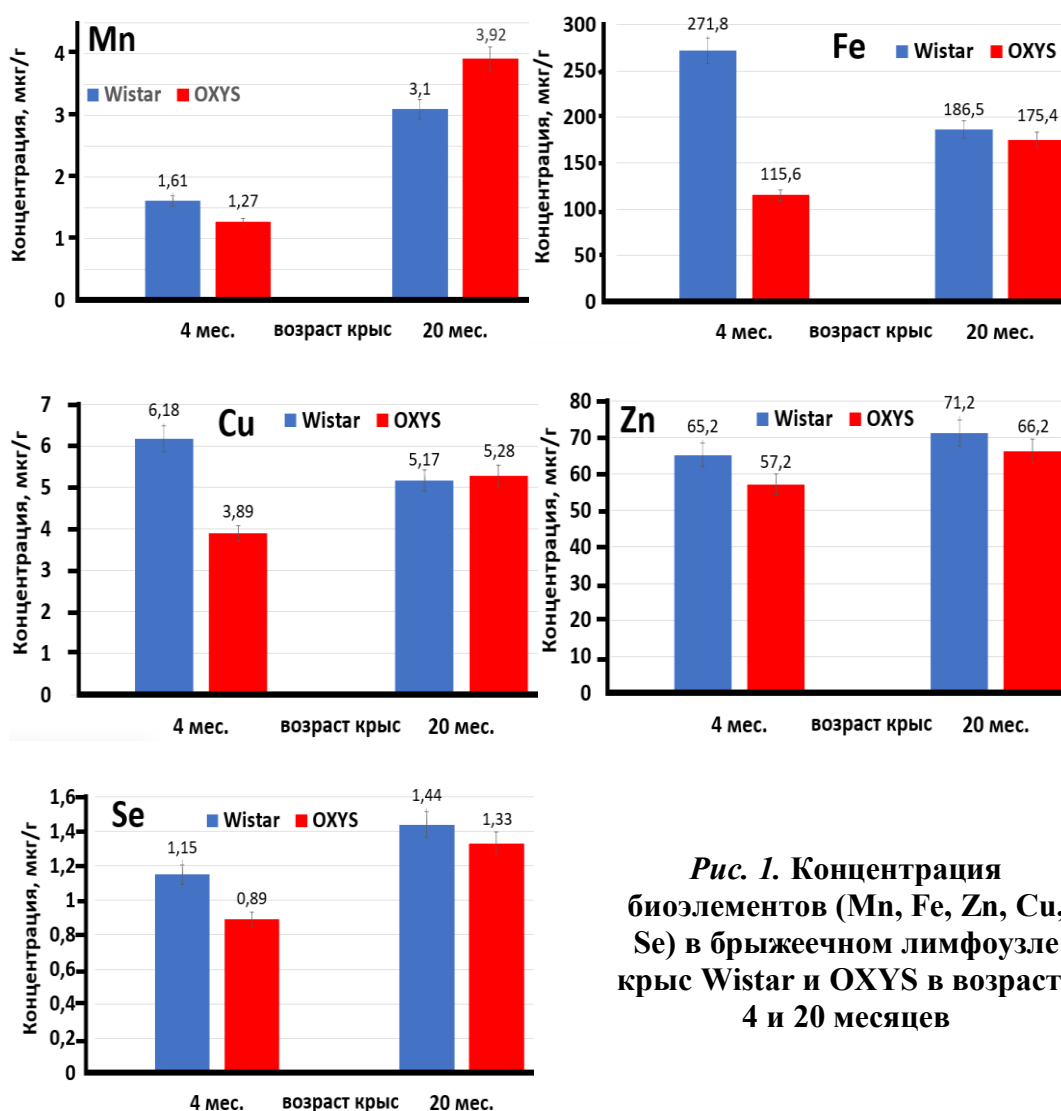 Mn
Концентрация, мкг/г
Wistar OXYS
4
3
2
1
0
1,61
1,27
3,1
3,92
4 мес. возраст крыс 20 мес.
Fe
Концентрация, мкг/г
Wistar OXYS
300
250
200
150
100
50
0
271,8
115,6
186,5
175,4
4 мес. возраст крыс 20 мес.
Cu
Концентрация, мкг/г
Wistar OXYS
7
6
5
4
3
2
1
0
6,18
3,89
5,17
5,28
4 мес. возраст крыс 20 мес.
Zn
Концентрация, мкг/г
Wistar OXYS
80
70
60
50
40
30
20
10
0
65,2
57,2
71,2
66,2
4 мес. возраст крыс 20 мес.
Se
Концентрация, мкг/г
Wistar OXYS
1,6
1,4
1,2
1
0,8
0,6
0,4
0,2
0
1,15
0,89
1,44
1,33
4 мес. возраст крыс 20 мес.
Рис. 1. Концентрация
биоэлементов (Mn, Fe, Zn, Cu,
Se) в брыжеечном лимфоузле
крыс Wistar и OXYS в возраст
4 и 20 месяцев